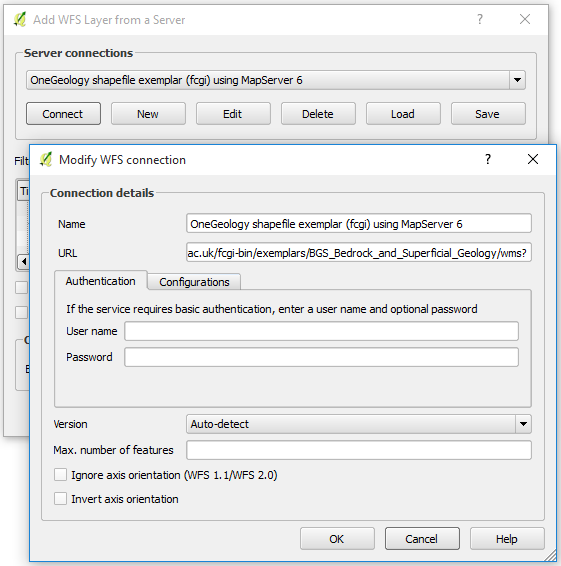 Add WFS Layer from a Server
Server connections
OneGeology shapefile exemplar (fcgi) using MapServer 6
Connect New Edit Delete Load Save
Modify WFS connection
Connection details
Name OneGeology shapefile exemplar (fcgi) using MapServer 6
URL ac.uk/fcgi-bin/exemplars/BGS_Bedrock_and_Superficial_Geology/wms?
Authentication Configurations
If the service requires basic authentication, enter a user name and optional password
User name
Password
Version Auto-detect
Max. number of features
Ignore axis orientation (WFS 1.1/WFS 2.0)
Invert axis orientation
OK Cancel Help